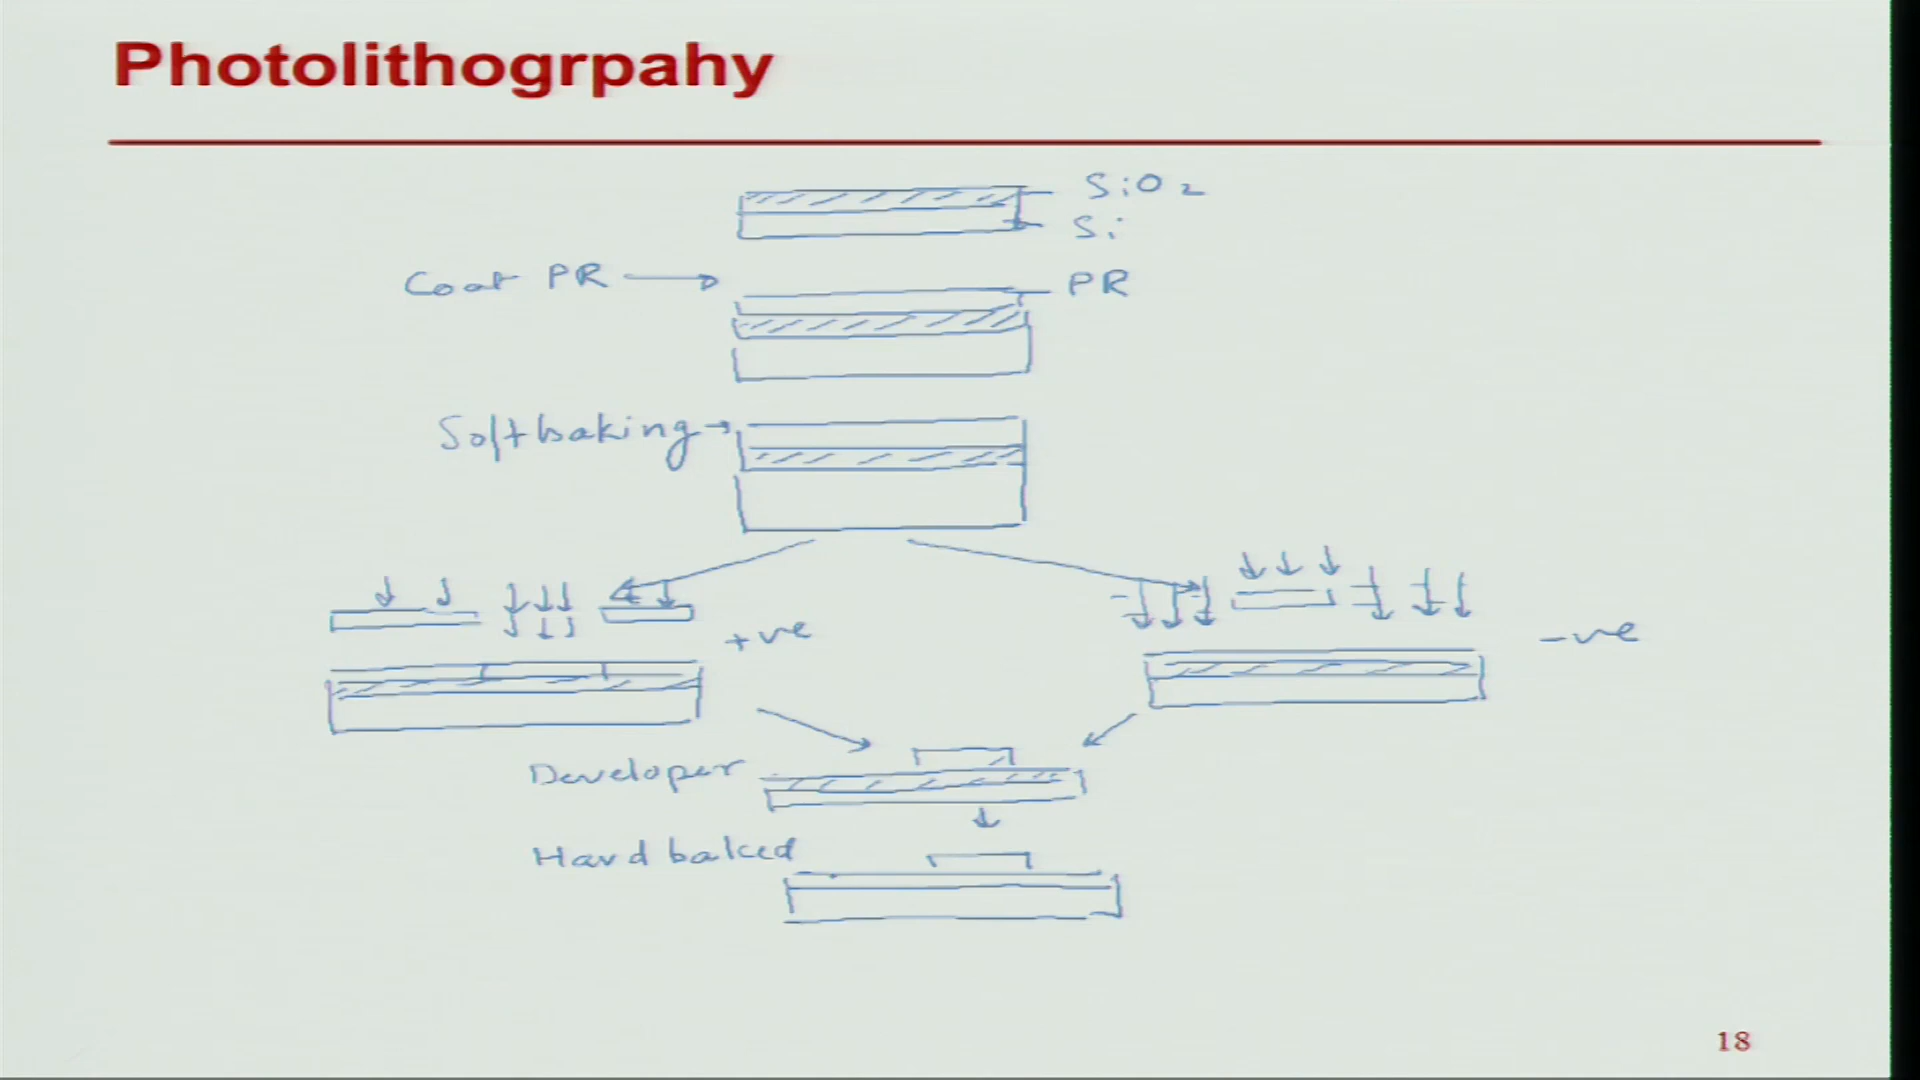 Photolithogrpahy
SiO2
Si
Coat PR
PR
Softbaking
+ve
-ve
Developer
Hard baked
18